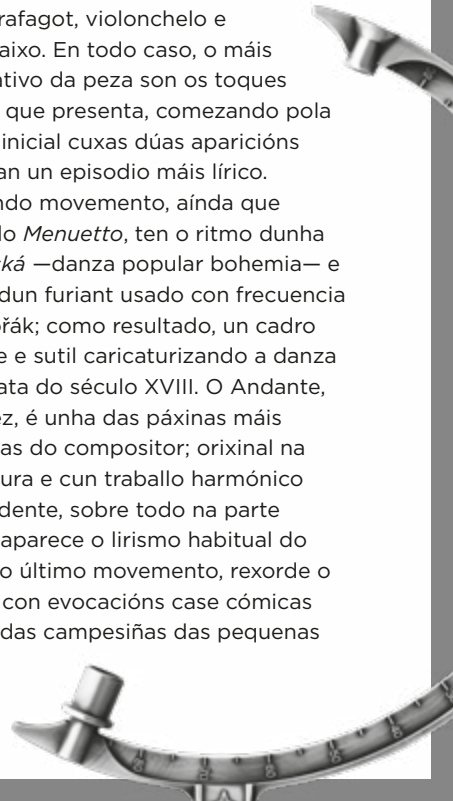 rafagot, violonchelo e
aixo. En todo caso, o máis
ativo da peza son os toques
que presenta, comezando pola
inicial cuxas dúas aparicións
an un episodio máis lírico.
ndo movemento, aínda que
do Menuetto, ten o ritmo dunha
ká —danza popular bohemia— e
dun furiant usado con frecuencia
ořák; como resultado, un cadro
e e sutil caricaturizando a danza
ata do século XVIII. O Andante,
ez, é unha das páxinas máis
as do compositor; orixinal na
ura e cun traballo harmónico
dente, sobre todo na parte
aparece o lirismo habitual do
o último movemento, rexorde o
con evocacións case cómicas
das campesiñas das pequenas